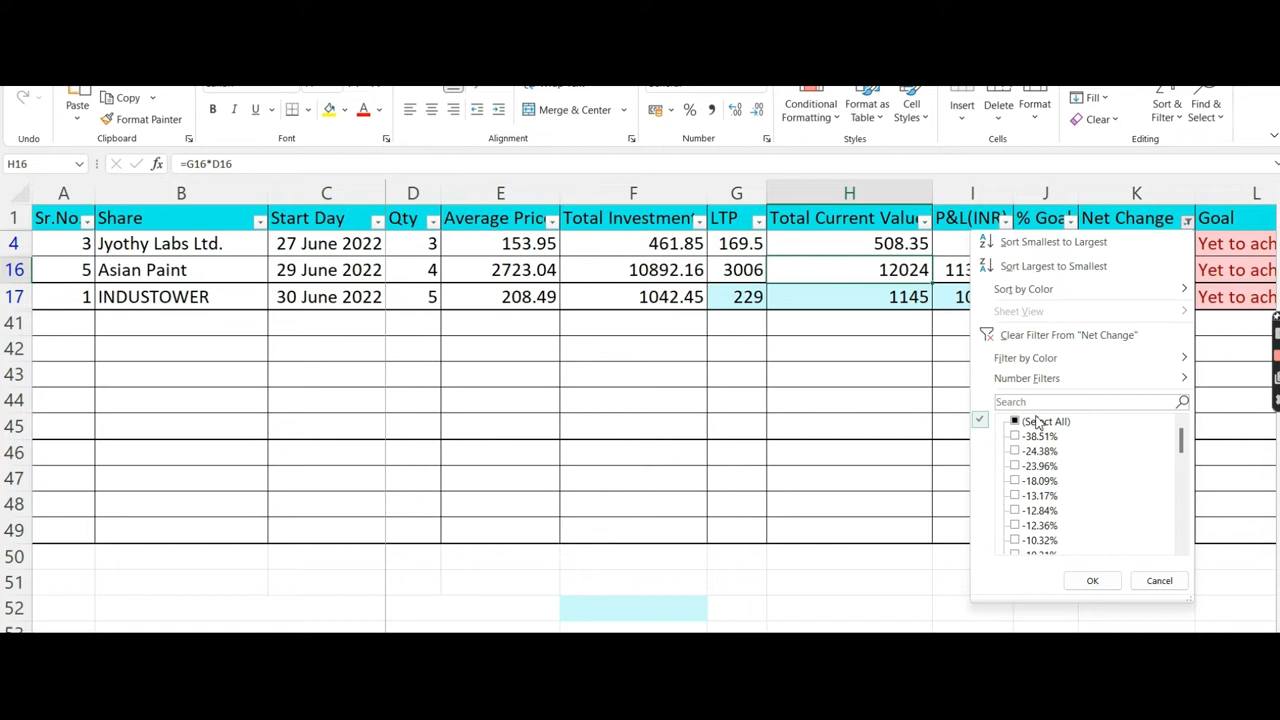 Paste
Copy
Format Painter
B I U A
Merge & Center
% ,
Conditional Formatting
Format as Table
Cell Styles
Insert
Delete
Format
Fill
Clear
Sort & Filter
Find & Select
Undo
Clipboard
Font
Alignment
Number
Styles
Cells
Editing
H16 fx =G16*D16
A B C D E F G H I J K L
1 Sr.No Share Start Day Qty Average Price Total Investment LTP Total Current Value P&L(INR) % Goal Net Change Goal
4 3 Jyothy Labs Ltd. 27 June 2022 3 153.95 461.85 169.5 508.35 Yet to ach
16 5 Asian Paint 29 June 2022 4 2723.04 10892.16 3006 12024 113 Yet to ach
17 1 INDUSTOWER 30 June 2022 5 208.49 1042.45 229 1145 10 Yet to ach
41
42
43
44
45
46
47
48
49
50
51
52
Sort Smallest to Largest
Sort Largest to Smallest
Sort by Color
Sheet View
Clear Filter From "Net Change"
Filter by Color
Number Filters
Search
(Select All)
-38.51%
-24.38%
-23.96%
-18.09%
-13.17%
-12.84%
-12.36%
-10.32%
OK Cancel